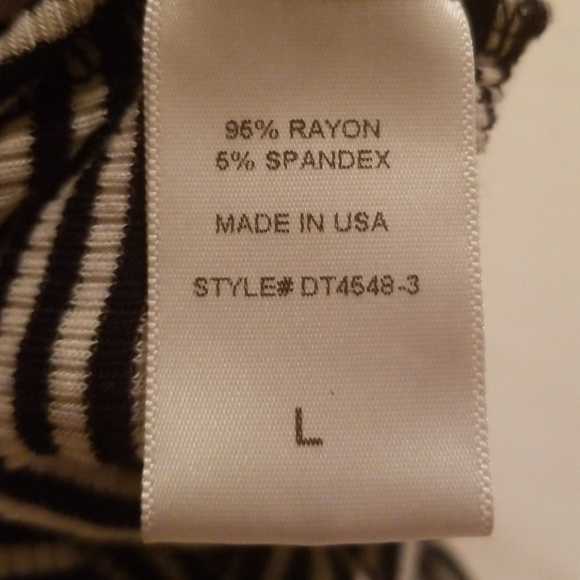 95% RAYON
5% SPANDEX
MADE IN USA
STYLE# DT4548-3
L